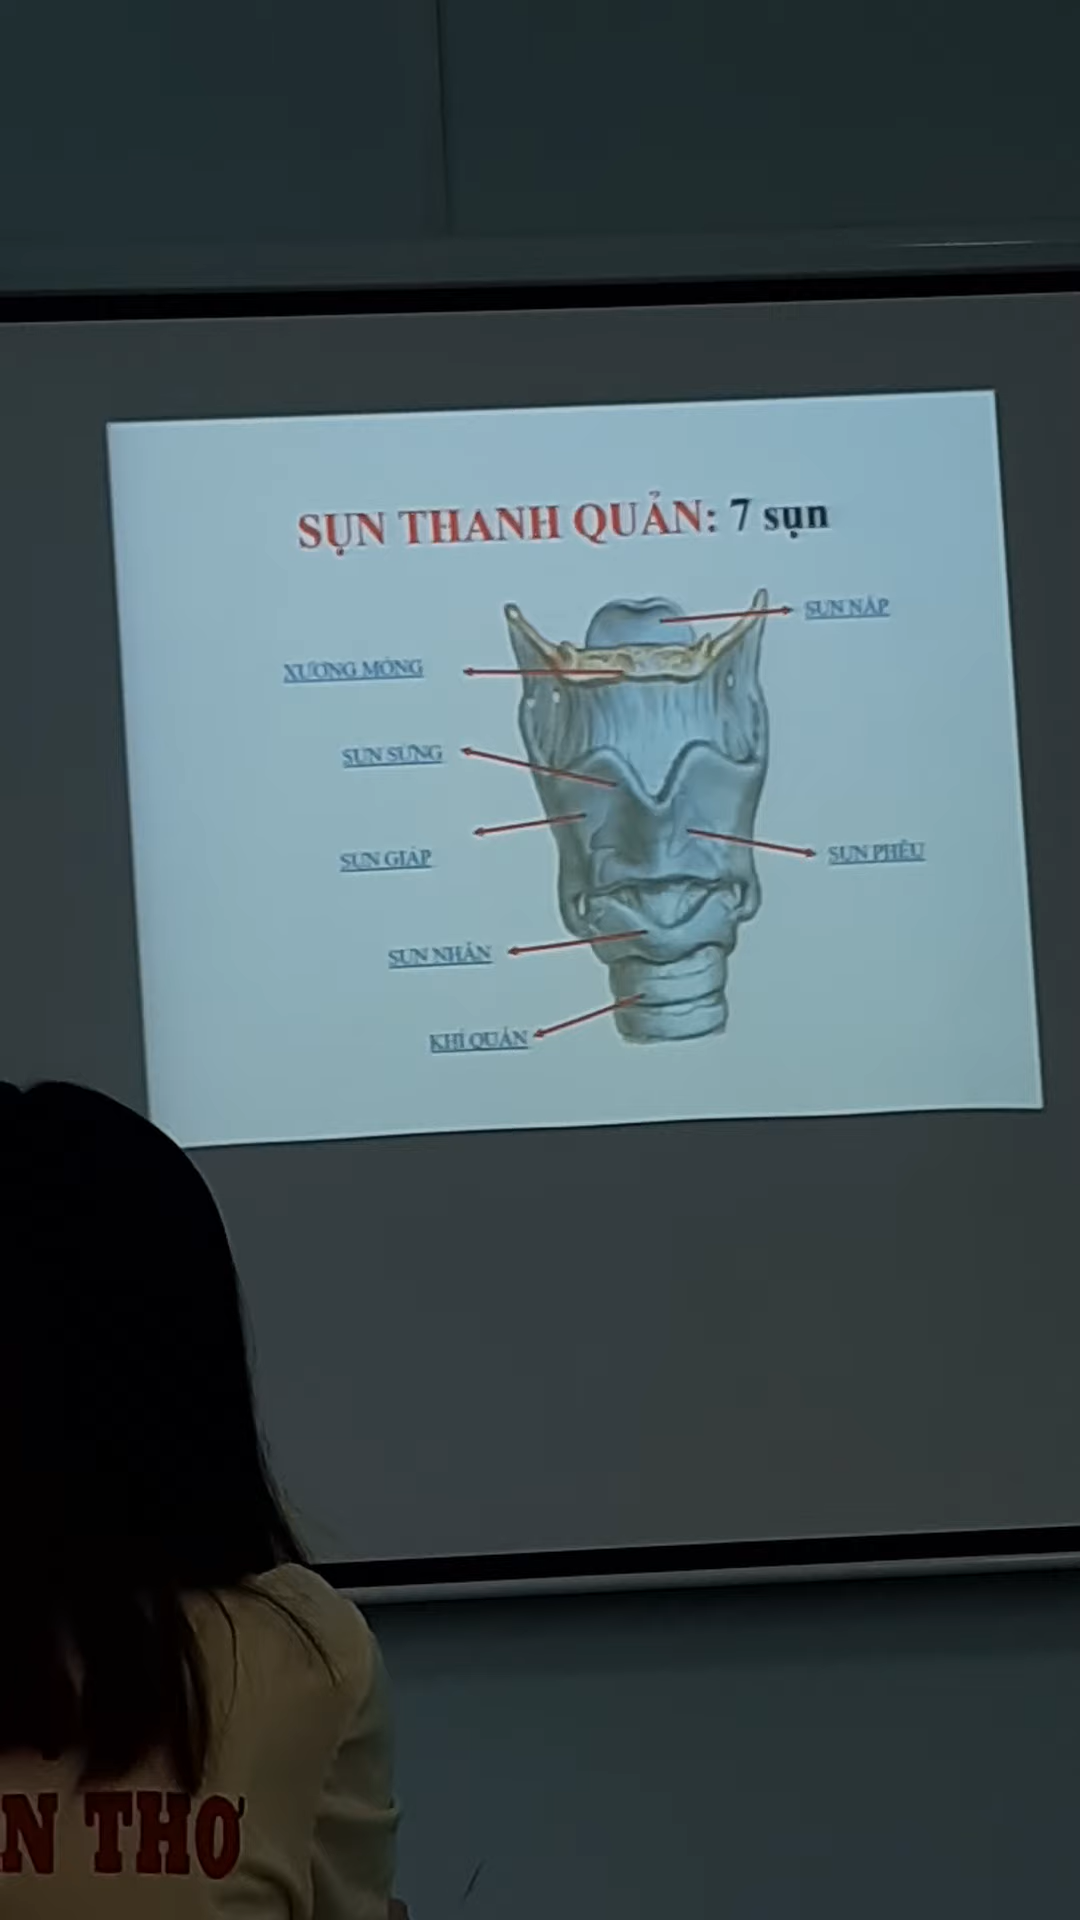 SỤN THANH QUẢN: 7 sụn
SỤN NẮP
XƯƠNG MÓNG
SỤN SỪNG
SỤN GIÁP
SỤN PHỄU
SỤN NHẪN
KHÍ QUẢN
N THƠ